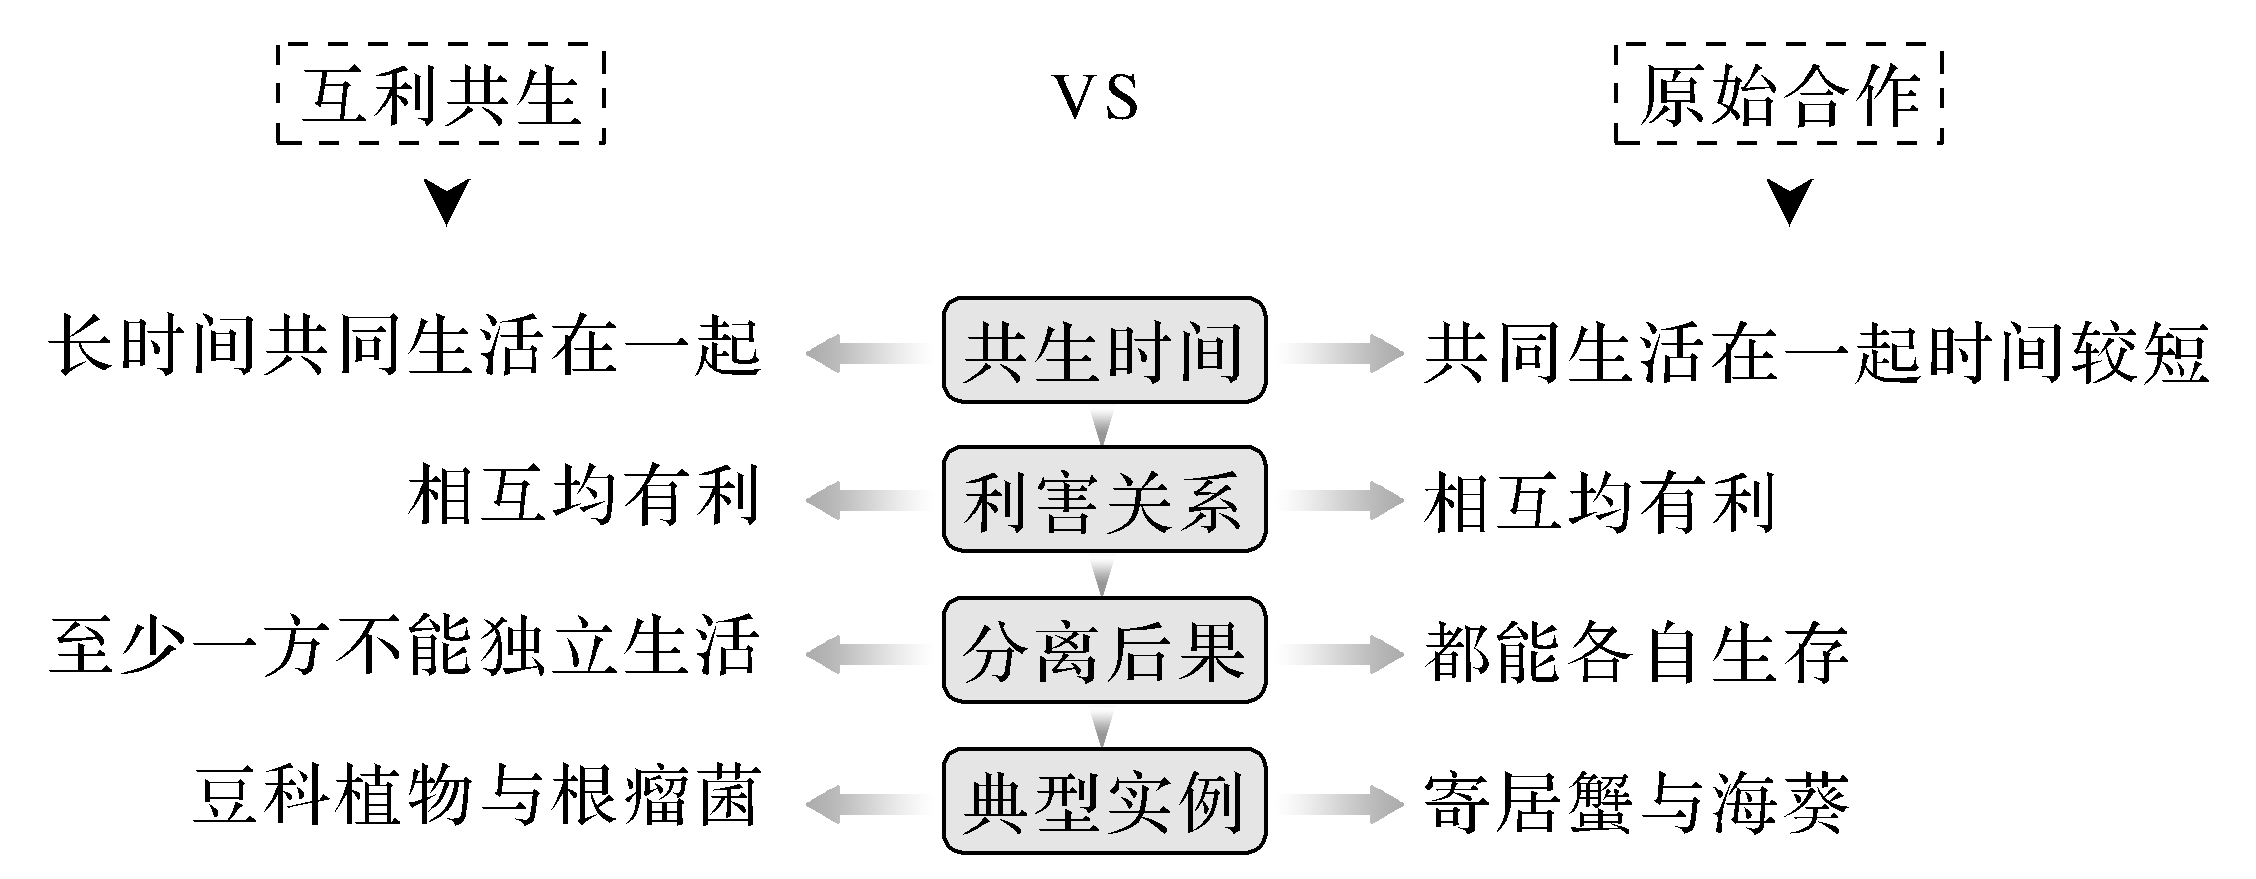 互利共生 VS 原始合作
长时间共同生活在一起 共生时间 共同生活在一起时间较短
相互均有利 利害关系 相互均有利
至少一方不能独立生活 分离后果 都能各自生存
豆科植物与根瘤菌 典型实例 寄居蟹与海葵